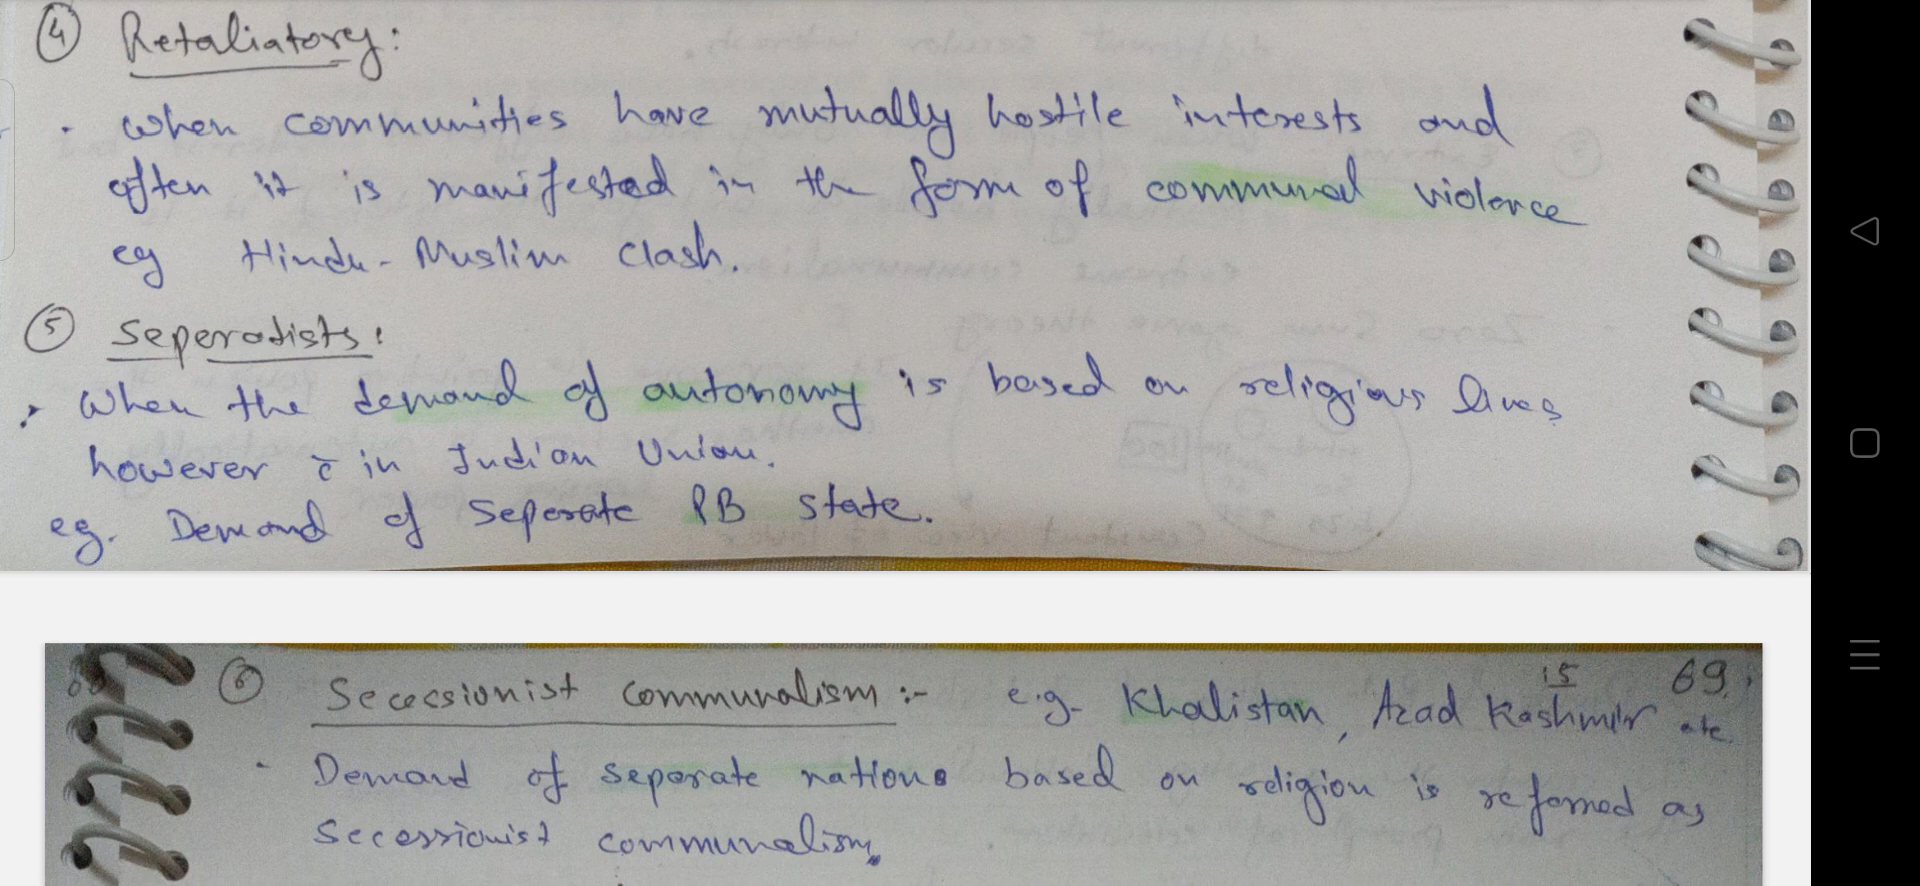 ④ Retaliatory:
• When communities have mutually hostile interests and
often it is manifested in the form of communal violence
eg Hindu-Muslim clash.
⑤ Seperatists:
• When the demand of autonomy is based on religious lines
however c̄ in Indian Union.
eg. Demand of Seperate PB state.
15 69.
⑥ Secessionist Communalism :- e.g. Khalistan, Azad Kashmir etc.
• Demand of separate nations based on religion is referred as
Secessionist communalism.